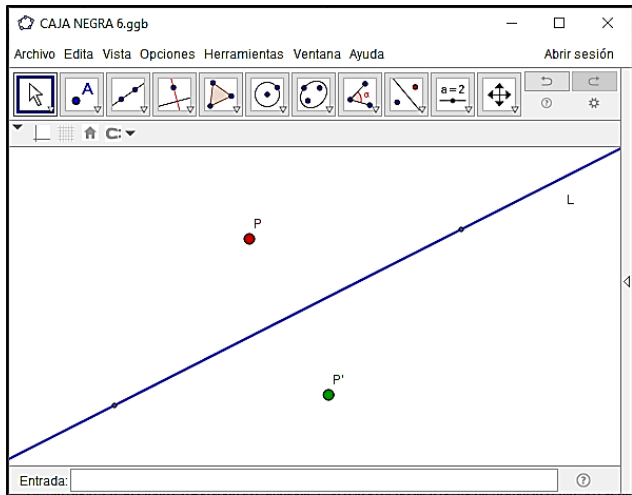 CAJA NEGRA 6.ggb
Archivo Edita Vista Opciones Herramientas Ventana Ayuda Abrir sesión
A
α
a = 2
L
P
P'
Entrada: